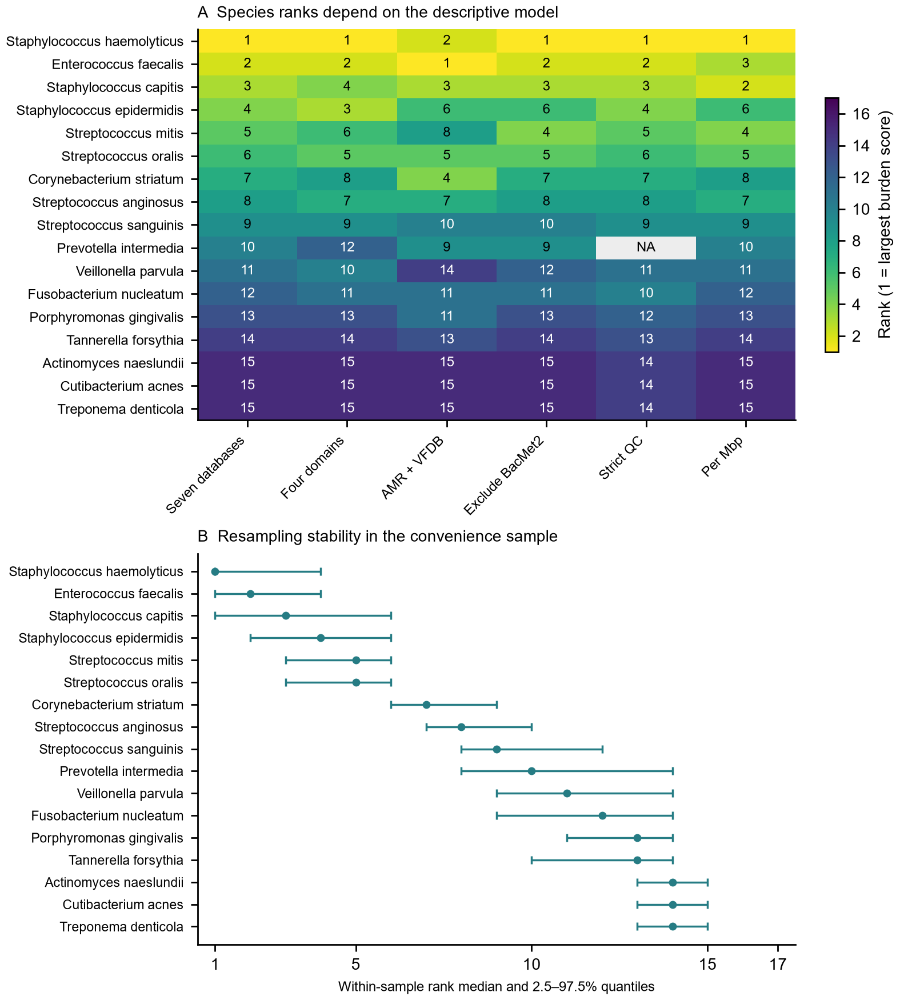 A Species ranks depend on the descriptive model
Staphylococcus haemolyticus 1 1 2 1 1 1
Enterococcus faecalis 2 2 1 2 2 3
Staphylococcus capitis 3 4 3 3 3 2
Staphylococcus epidermidis 4 3 6 6 4 6
Streptococcus mitis 5 6 8 4 5 4
Streptococcus oralis 6 5 5 5 6 5
Corynebacterium striatum 7 8 4 7 7 8
Streptococcus anginosus 8 7 7 8 8 7
Streptococcus sanguinis 9 9 10 10 9 9
Prevotella intermedia 10 12 9 9 NA 10
Veillonella parvula 11 10 14 12 11 11
Fusobacterium nucleatum 12 11 11 11 10 12
Porphyromonas gingivalis 13 13 11 13 12 13
Tannerella forsythia 14 14 13 14 13 14
Actinomyces naeslundii 15 15 15 15 14 15
Cutibacterium acnes 15 15 15 15 14 15
Treponema denticola 15 15 15 15 14 15
Seven databases
Four domains
AMR + VFDB
Exclude BacMet2
Strict QC
Per Mbp
16
14
12
10
8
6
4
2
Rank (1 = largest burden score)
B Resampling stability in the convenience sample
Staphylococcus haemolyticus
Enterococcus faecalis
Staphylococcus capitis
Staphylococcus epidermidis
Streptococcus mitis
Streptococcus oralis
Corynebacterium striatum
Streptococcus anginosus
Streptococcus sanguinis
Prevotella intermedia
Veillonella parvula
Fusobacterium nucleatum
Porphyromonas gingivalis
Tannerella forsythia
Actinomyces naeslundii
Cutibacterium acnes
Treponema denticola
1 5 10 15 17
Within-sample rank median and 2.5–97.5% quantiles